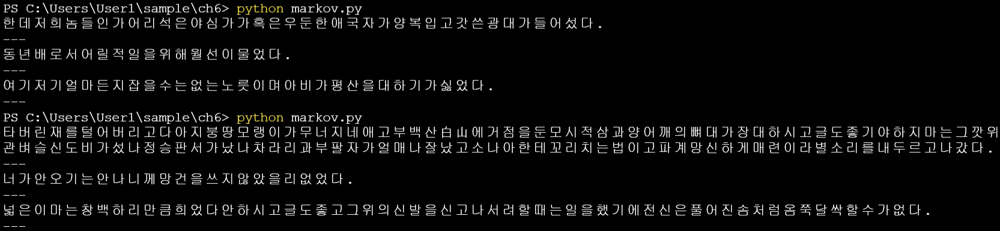 PS C:\Users\User1\sample\ch6> python markov.py
한데저희놈들인가어리석은야심가가혹은우둔한애국자가양복입고갓쓴광대가들어섰다.
---
동년배로서어릴적일을위해월선이물었다.
---
여기저기얼마든지잡을수는없는노릇이며아비가평산을대하기가싫었다.
---
PS C:\Users\User1\sample\ch6> python markov.py
타버린재를털어버리고다아지붕땅모랭이가무너지네애고부백산白山에거점을둔모시적삼과양어깨의뼈대가장대하시고글도좋기야하지마는그깟위
관벼슬신도비가섰나정승판서가났나차라리과부팔자가얼매나잘났고소나아한테꼬리치는법이고파계망신하게매련이라별소리를내두르고나갔다.
---
너가안오기는안나니께망건을쓰지않았을리없었다.
---
넓은이마는창백하리만큼희었다안하시고글도좋고그위의신발을신고나서려할때는일을했기에전신은풀어진솜처럼옴쭉달싹할수가없다.
---